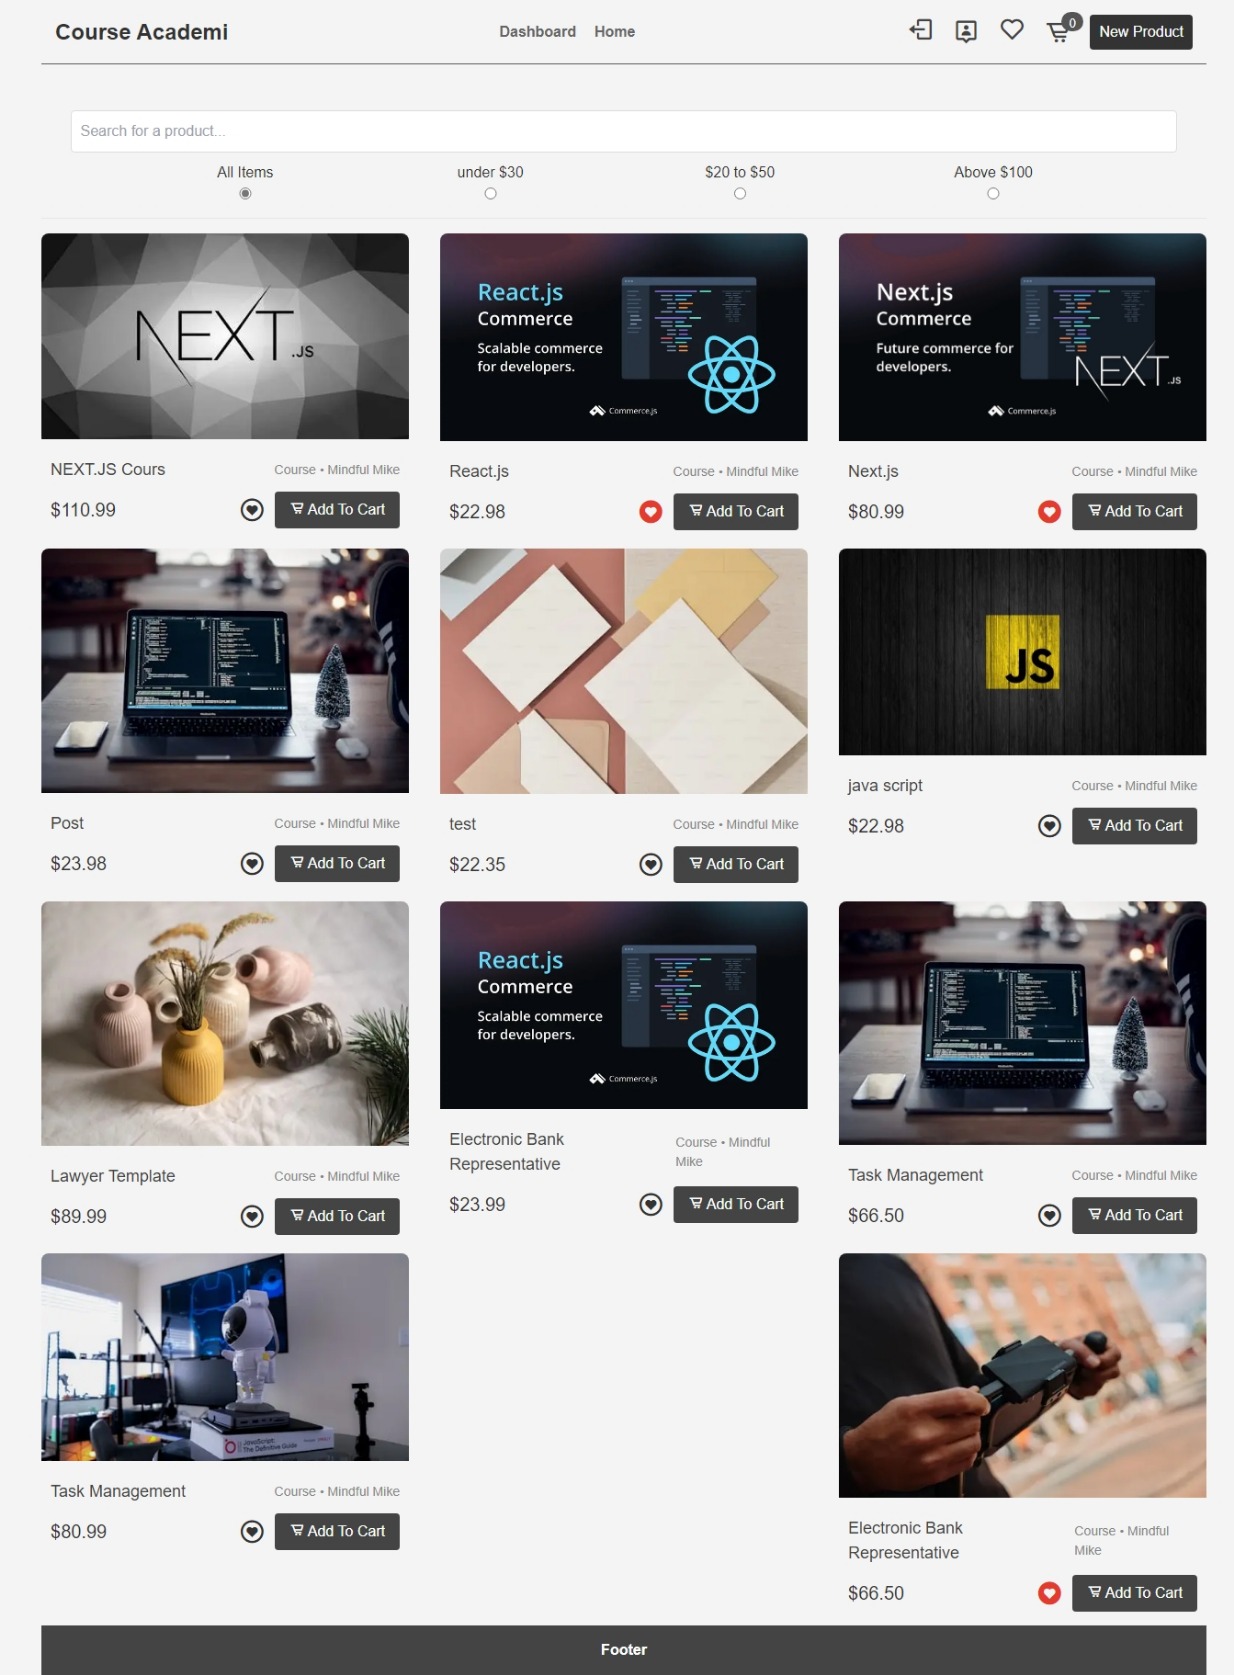 Course Academi
Dashboard Home
0
New Product
Search for a product...
All Items under $30 $20 to $50 Above $100
NEXT.JS
NEXT.JS Cours
Course • Mindful Mike
$110.99
Add To Cart
React.js
Commerce
Scalable commerce
for developers.
Commerce.js
React.js
Course • Mindful Mike
$22.98
Add To Cart
Next.js
Commerce
Future commerce for
developers.
NEXT.JS
Commerce.js
Next.js
Course • Mindful Mike
$80.99
Add To Cart
Post
Course • Mindful Mike
$23.98
Add To Cart
test
Course • Mindful Mike
$22.35
Add To Cart
JS
java script
Course • Mindful Mike
$22.98
Add To Cart
Lawyer Template
Course • Mindful Mike
$89.99
Add To Cart
React.js
Commerce
Scalable commerce
for developers.
Commerce.js
Electronic Bank
Representative
Course • Mindful
Mike
$23.99
Add To Cart
Task Management
Course • Mindful Mike
$66.50
Add To Cart
JavaScript:
The Definitive Guide
Task Management
Course • Mindful Mike
$80.99
Add To Cart
Electronic Bank
Representative
Course • Mindful
Mike
$66.50
Add To Cart
Footer